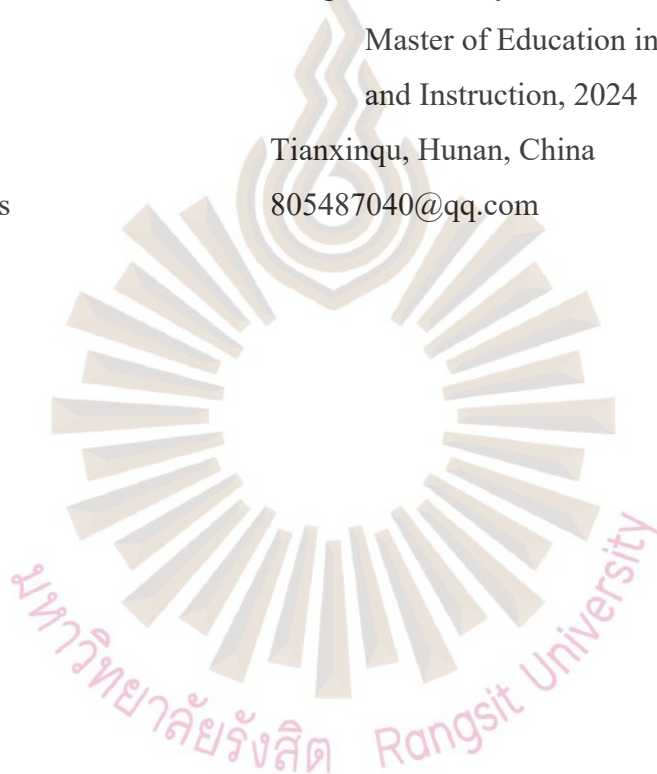 Master of Education in
and Instruction, 2024
Tianxinqu, Hunan, China
s
805487040@qq.com
มหาวิทยาลัยรังสิต Rangsit University